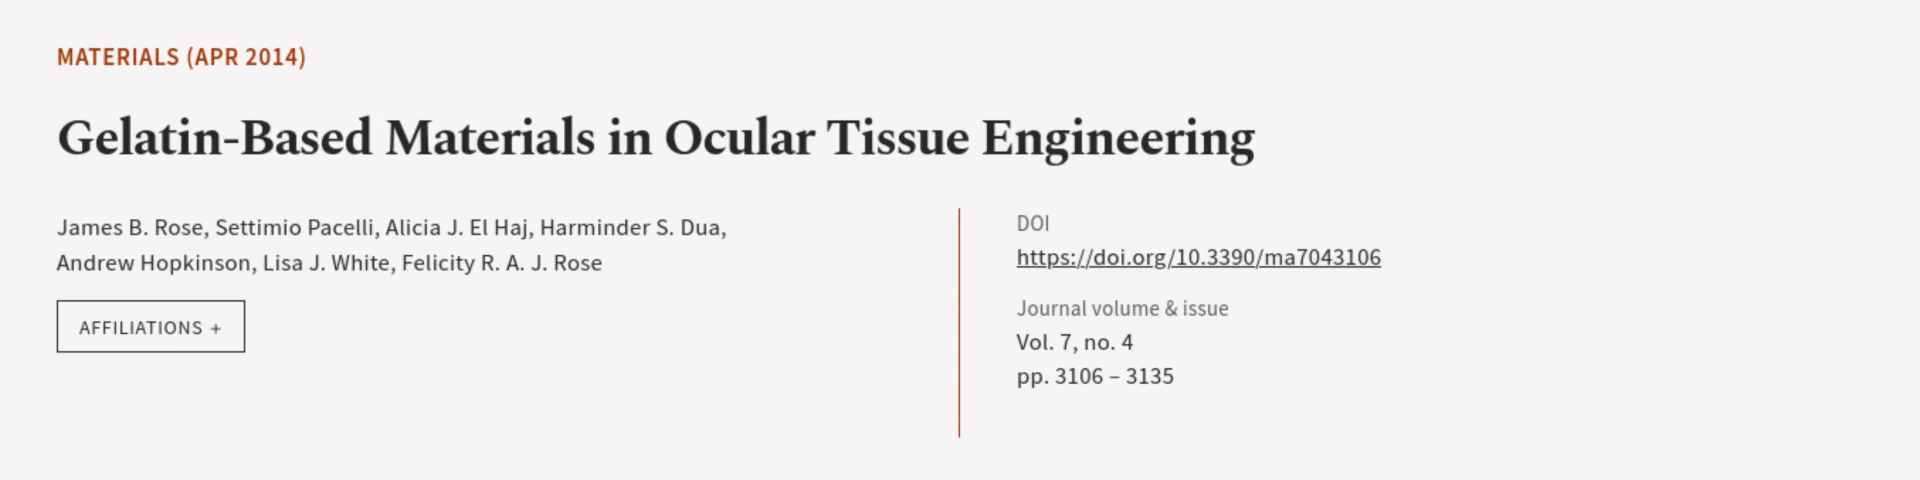 MATERIALS (APR 2014)
Gelatin-Based Materials in Ocular Tissue Engineering
James B. Rose, Settimio Pacelli, Alicia J. El Haj, Harminder S. Dua,
Andrew Hopkinson, Lisa J. White, Felicity R. A. J. Rose
AFFILIATIONS +
DOI
https://doi.org/10.3390/ma7043106
Journal volume & issue
Vol. 7, no. 4
pp. 3106 – 3135